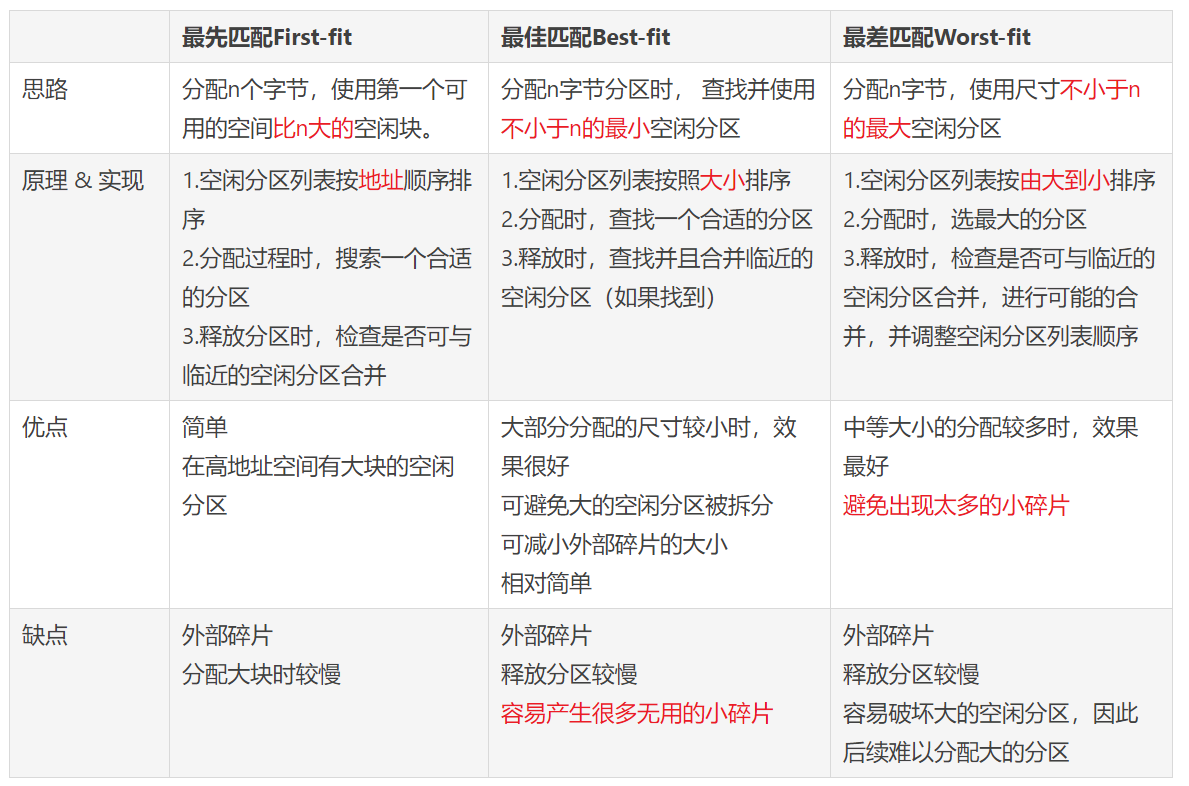 最先匹配First-fit
最佳匹配Best-fit
最差匹配Worst-fit
思路
分配n个字节，使用第一个可
用的空间比n大的空闲块。
分配n字节分区时， 查找并使用
不小于n的最小空闲分区
分配n字节，使用尺寸不小于n
的最大空闲分区
原理 & 实现
1.空闲分区列表按地址顺序排
序
2.分配过程时，搜索一个合适
的分区
3.释放分区时，检查是否可与
临近的空闲分区合并
1.空闲分区列表按照大小排序
2.分配时，查找一个合适的分区
3.释放时，查找并且合并临近的
空闲分区（如果找到）
1.空闲分区列表按由大到小排序
2.分配时，选最大的分区
3.释放时，检查是否可与临近的
空闲分区合并，进行可能的合
并，并调整空闲分区列表顺序
优点
简单
在高地址空间有大块的空闲
分区
大部分分配的尺寸较小时，效
果很好
可避免大的空闲分区被拆分
可减小外部碎片的大小
相对简单
中等大小的分配较多时，效果
最好
避免出现太多的小碎片
缺点
外部碎片
分配大块时较慢
外部碎片
释放分区较慢
容易产生很多无用的小碎片
外部碎片
释放分区较慢
容易破坏大的空闲分区，因此
后续难以分配大的分区